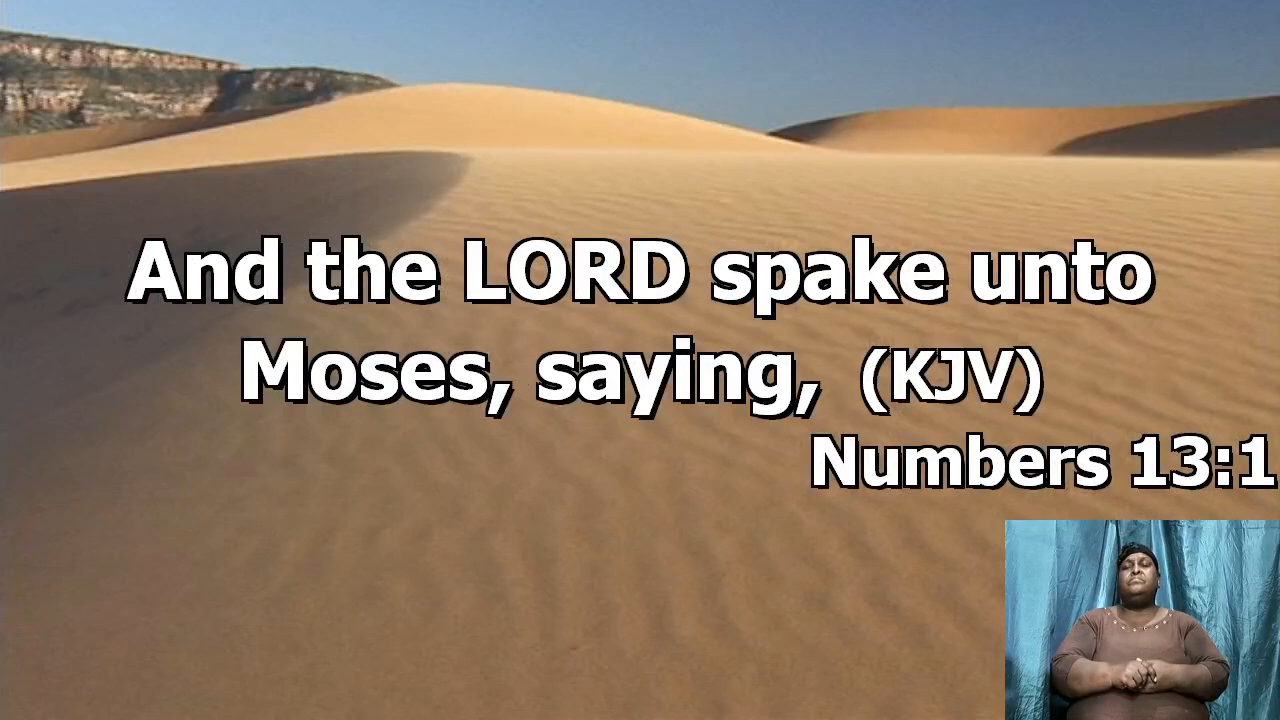 And the LORD spake unto
Moses, saying, (KJV)
Numbers 13:1